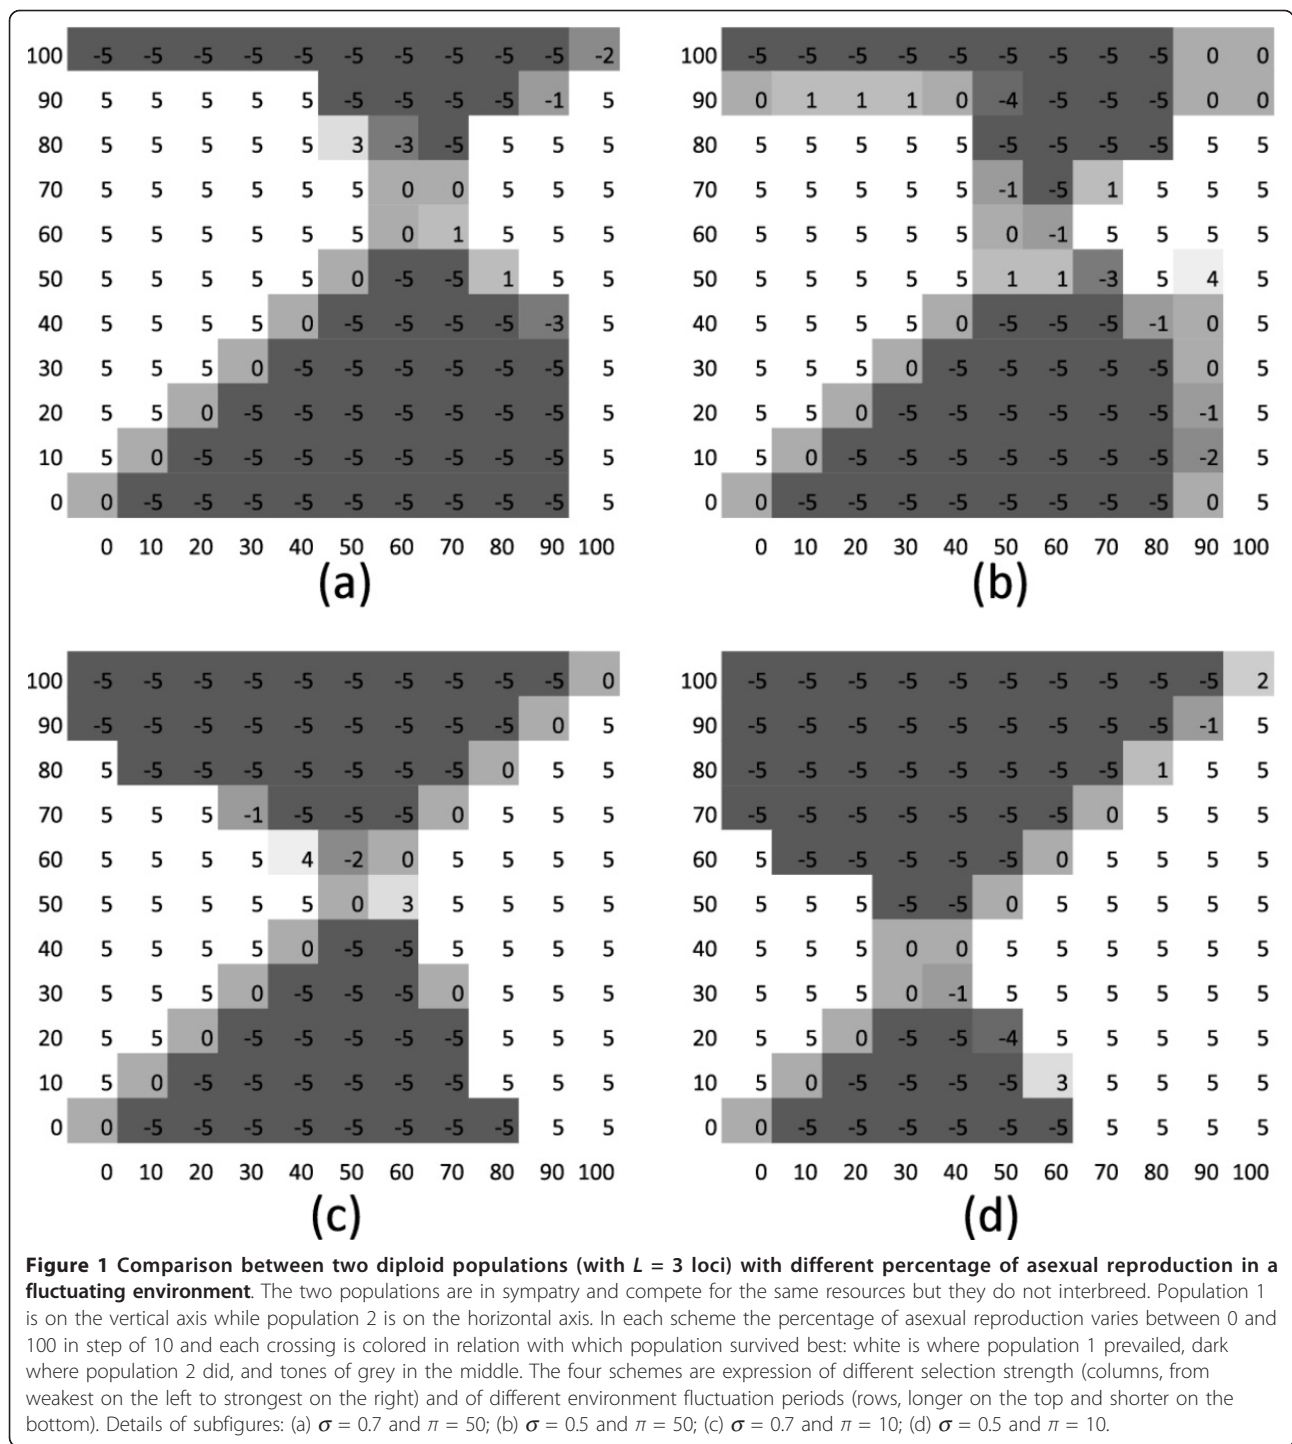 100 -5 -5 -5 -5 -5 -5 -5 -5 -5 -5 -2
90 5 5 5 5 5 -5 -5 -5 -5 -1 5
80 5 5 5 5 5 3 -3 -5 5 5 5
70 5 5 5 5 5 5 0 0 5 5 5
60 5 5 5 5 5 5 0 1 5 5 5
50 5 5 5 5 5 0 -5 -5 1 5 5
40 5 5 5 5 0 -5 -5 -5 -5 -3 5
30 5 5 5 0 -5 -5 -5 -5 -5 -5 5
20 5 5 0 -5 -5 -5 -5 -5 -5 -5 5
10 5 0 -5 -5 -5 -5 -5 -5 -5 -5 5
0 0 -5 -5 -5 -5 -5 -5 -5 -5 -5 5
0 10 20 30 40 50 60 70 80 90 100
(a)
100 -5 -5 -5 -5 -5 -5 -5 -5 -5 0 0
90 0 1 1 1 0 -4 -5 -5 -5 0 0
80 5 5 5 5 5 -5 -5 -5 -5 5 5
70 5 5 5 5 5 -1 -5 1 5 5 5
60 5 5 5 5 5 0 -1 5 5 5 5
50 5 5 5 5 5 1 1 -3 5 4 5
40 5 5 5 5 0 -5 -5 -5 -1 0 5
30 5 5 5 0 -5 -5 -5 -5 -5 0 5
20 5 5 0 -5 -5 -5 -5 -5 -5 -1 5
10 5 0 -5 -5 -5 -5 -5 -5 -5 -2 5
0 0 -5 -5 -5 -5 -5 -5 -5 -5 0 5
0 10 20 30 40 50 60 70 80 90 100
(b)
100 -5 -5 -5 -5 -5 -5 -5 -5 -5 -5 0
90 -5 -5 -5 -5 -5 -5 -5 -5 -5 0 5
80 5 -5 -5 -5 -5 -5 -5 -5 0 5 5
70 5 5 5 -1 -5 -5 -5 0 5 5 5
60 5 5 5 5 4 -2 0 5 5 5 5
50 5 5 5 5 5 0 3 5 5 5 5
40 5 5 5 5 0 -5 -5 5 5 5 5
30 5 5 5 0 -5 -5 -5 0 5 5 5
20 5 5 0 -5 -5 -5 -5 -5 5 5 5
10 5 0 -5 -5 -5 -5 -5 -5 5 5 5
0 0 -5 -5 -5 -5 -5 -5 -5 -5 5 5
0 10 20 30 40 50 60 70 80 90 100
(c)
100 -5 -5 -5 -5 -5 -5 -5 -5 -5 -5 2
90 -5 -5 -5 -5 -5 -5 -5 -5 -5 -1 5
80 -5 -5 -5 -5 -5 -5 -5 -5 1 5 5
70 -5 -5 -5 -5 -5 -5 -5 0 5 5 5
60 5 -5 -5 -5 -5 -5 0 5 5 5 5
50 5 5 5 -5 -5 0 5 5 5 5 5
40 5 5 5 0 0 5 5 5 5 5 5
30 5 5 5 0 -1 5 5 5 5 5 5
20 5 5 0 -5 -5 -4 5 5 5 5 5
10 5 0 -5 -5 -5 -5 3 5 5 5 5
0 0 -5 -5 -5 -5 -5 -5 5 5 5 5
0 10 20 30 40 50 60 70 80 90 100
(d)
Figure 1 Comparison between two diploid populations (with L = 3 loci) with different percentage of asexual reproduction in a
fluctuating environment. The two populations are in sympatry and compete for the same resources but they do not interbreed. Population 1
is on the vertical axis while population 2 is on the horizontal axis. In each scheme the percentage of asexual reproduction varies between 0 and
100 in step of 10 and each crossing is colored in relation with which population survived best: white is where population 1 prevailed, dark
where population 2 did, and tones of grey in the middle. The four schemes are expression of different selection strength (columns, from
weakest on the left to strongest on the right) and of different environment fluctuation periods (rows, longer on the top and shorter on the
bottom). Details of subfigures: (a) σ = 0.7 and π = 50; (b) σ = 0.5 and π = 50; (c) σ = 0.7 and π = 10; (d) σ = 0.5 and π = 10.